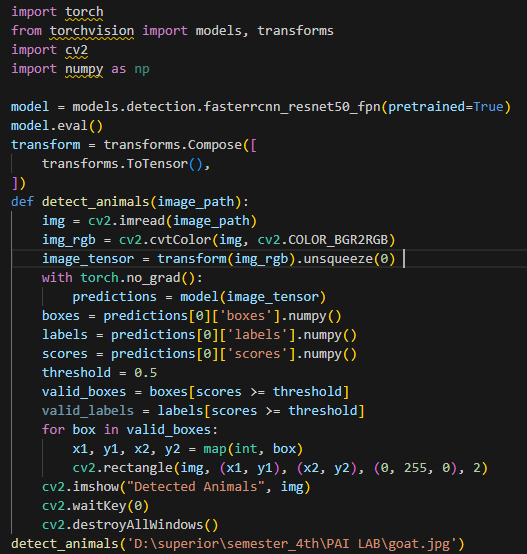 import torch
from torchvision import models, transforms
import cv2
import numpy as np

model = models.detection.fasterrcnn_resnet50_fpn(pretrained=True)
model.eval()
transform = transforms.Compose([
    transforms.ToTensor(),
])
def detect_animals(image_path):
    img = cv2.imread(image_path)
    img_rgb = cv2.cvtColor(img, cv2.COLOR_BGR2RGB)
    image_tensor = transform(img_rgb).unsqueeze(0)
    with torch.no_grad():
        predictions = model(image_tensor)
    boxes = predictions[0]['boxes'].numpy()
    labels = predictions[0]['labels'].numpy()
    scores = predictions[0]['scores'].numpy()
    threshold = 0.5
    valid_boxes = boxes[scores >= threshold]
    valid_labels = labels[scores >= threshold]
    for box in valid_boxes:
        x1, y1, x2, y2 = map(int, box)
        cv2.rectangle(img, (x1, y1), (x2, y2), (0, 255, 0), 2)
    cv2.imshow("Detected Animals", img)
    cv2.waitKey(0)
    cv2.destroyAllWindows()
detect_animals('D:\superior\semester_4th\PAI LAB\goat.jpg')